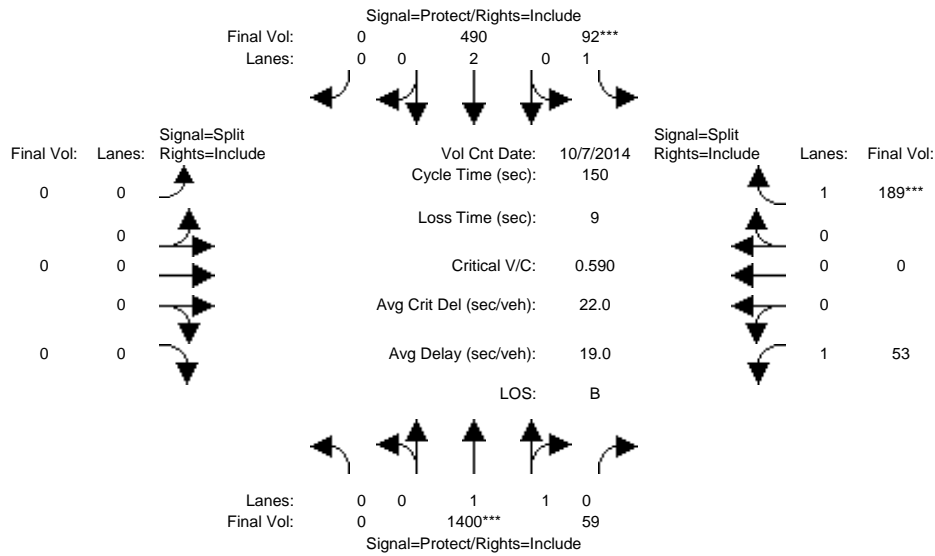 Signal=Protect/Rights=Include
Final Vol: 0 490 92***
Lanes: 0 0 2 0 1
Signal=Split
Final Vol: Lanes: Rights=Include
Vol Cnt Date: 10/7/2014
Signal=Split
Rights=Include Lanes: Final Vol:
Cycle Time (sec): 150
0 0
1 189***
Loss Time (sec): 9
0
0
0 0
Critical V/C: 0.590
0 0
0
Avg Crit Del (sec/veh): 22.0
0
0 0
Avg Delay (sec/veh): 19.0
1 53
LOS: B
Lanes: 0 0 1 1 0
Final Vol: 0 1400*** 59
Signal=Protect/Rights=Include